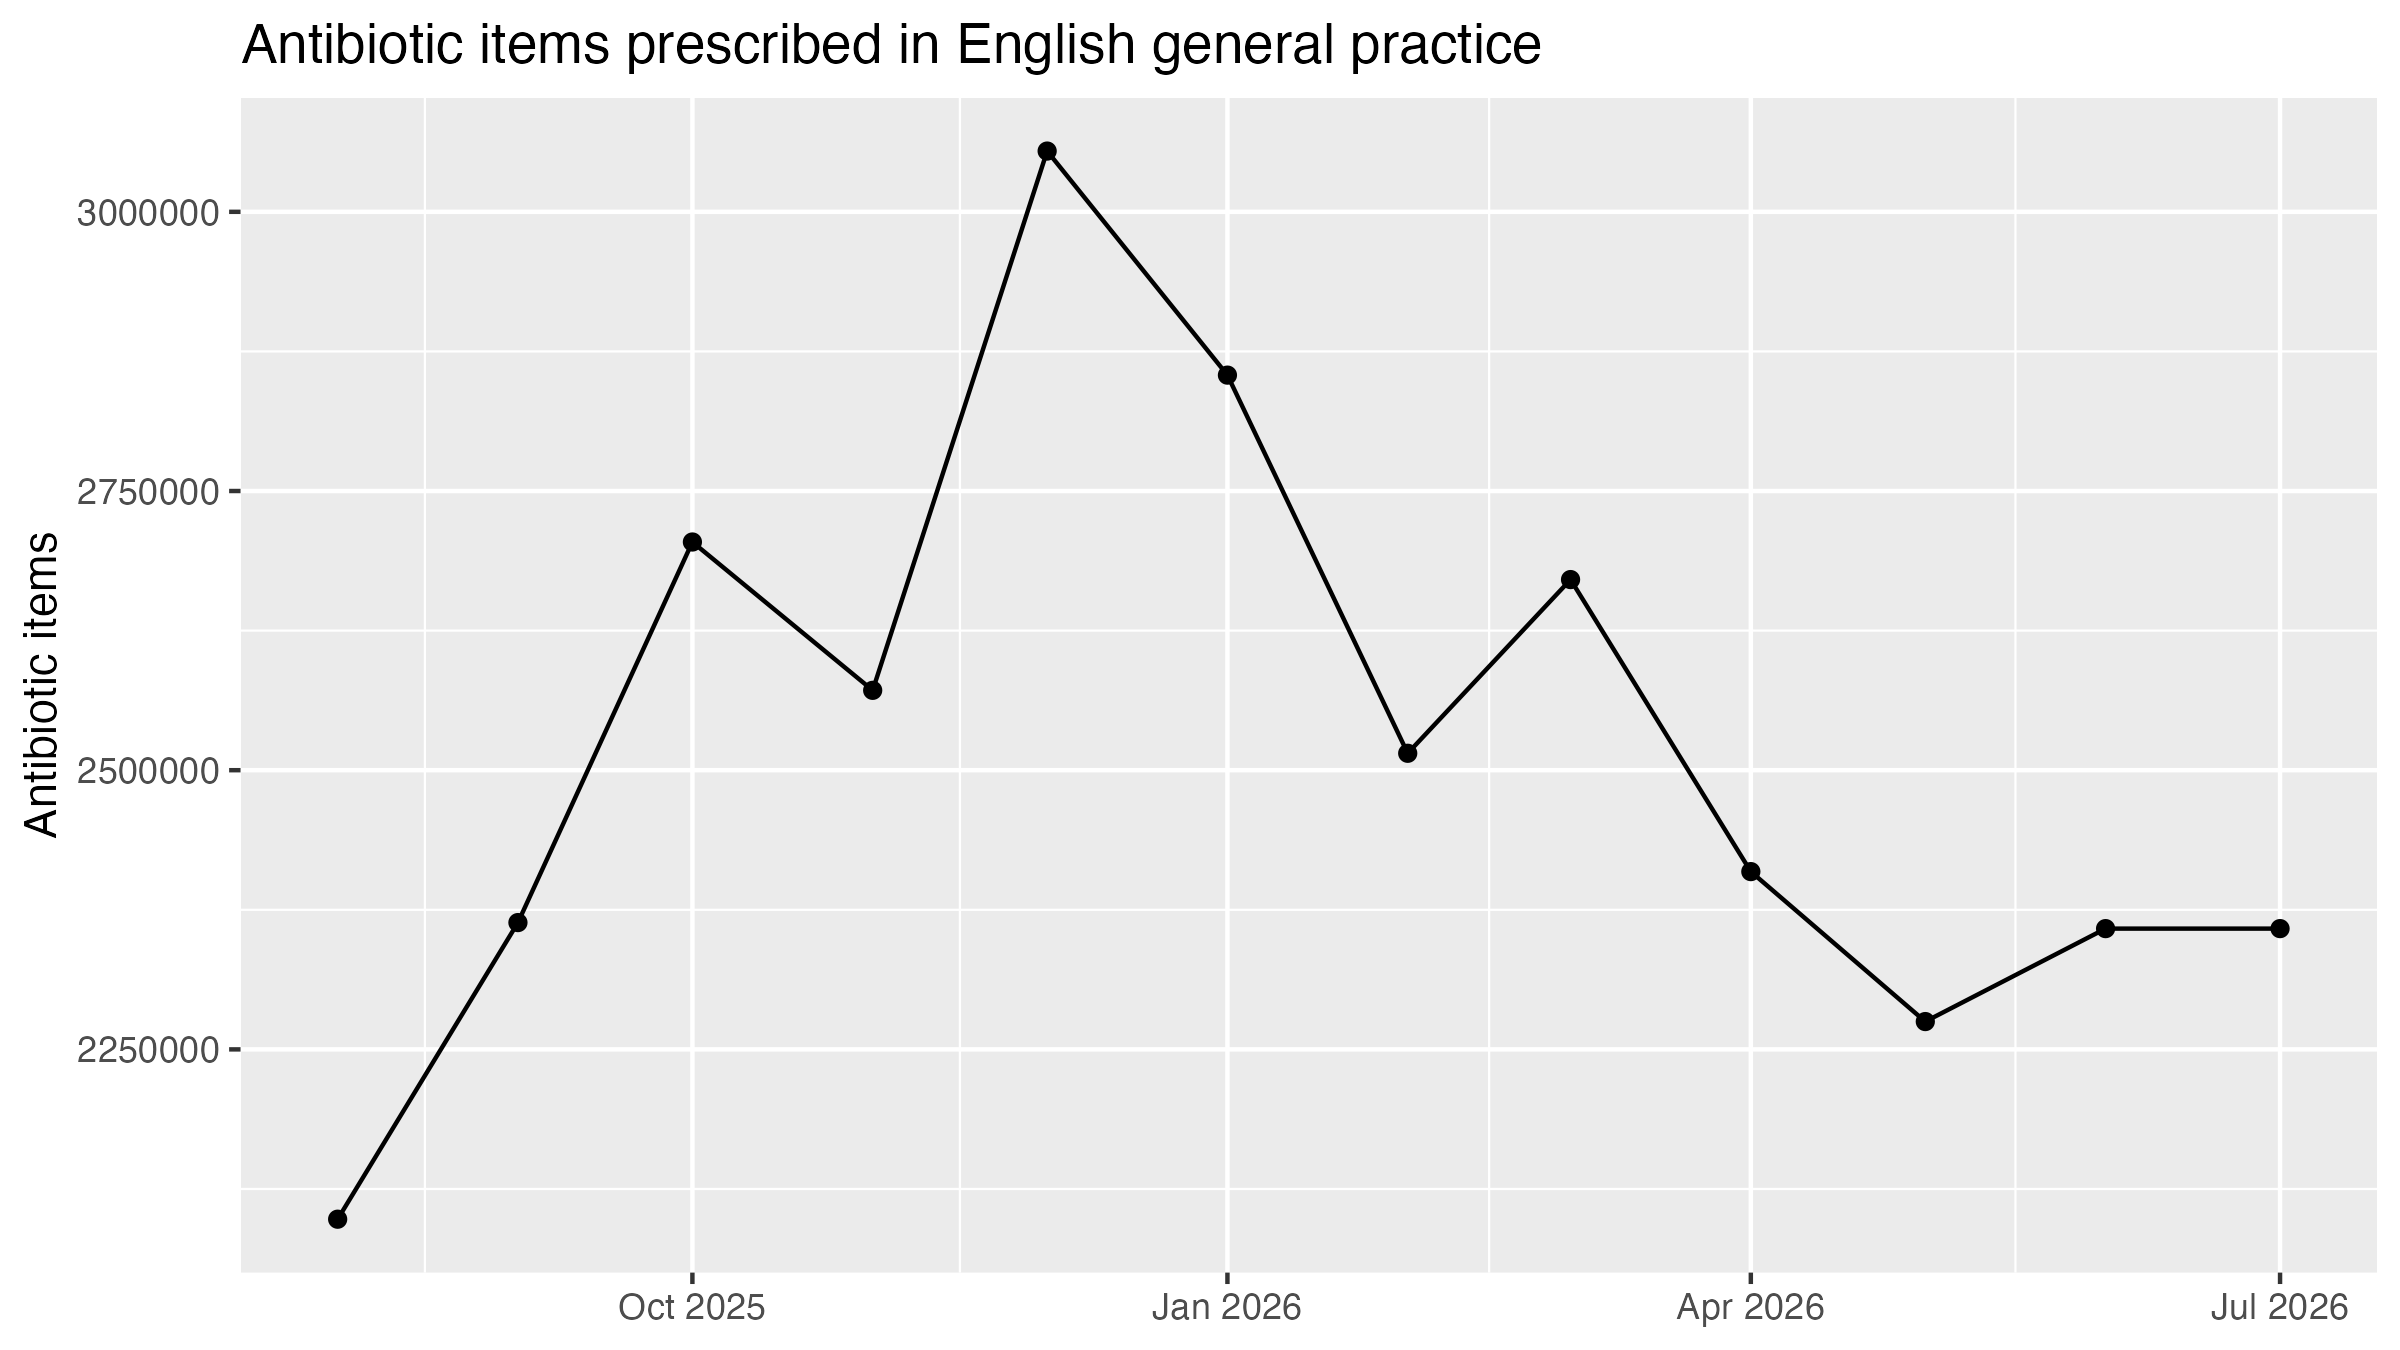 Antibiotic items prescribed in English general practice
Antibiotic items
3000000
2750000
2500000
2250000
Oct 2025
Jan 2026
Apr 2026
Jul 2026